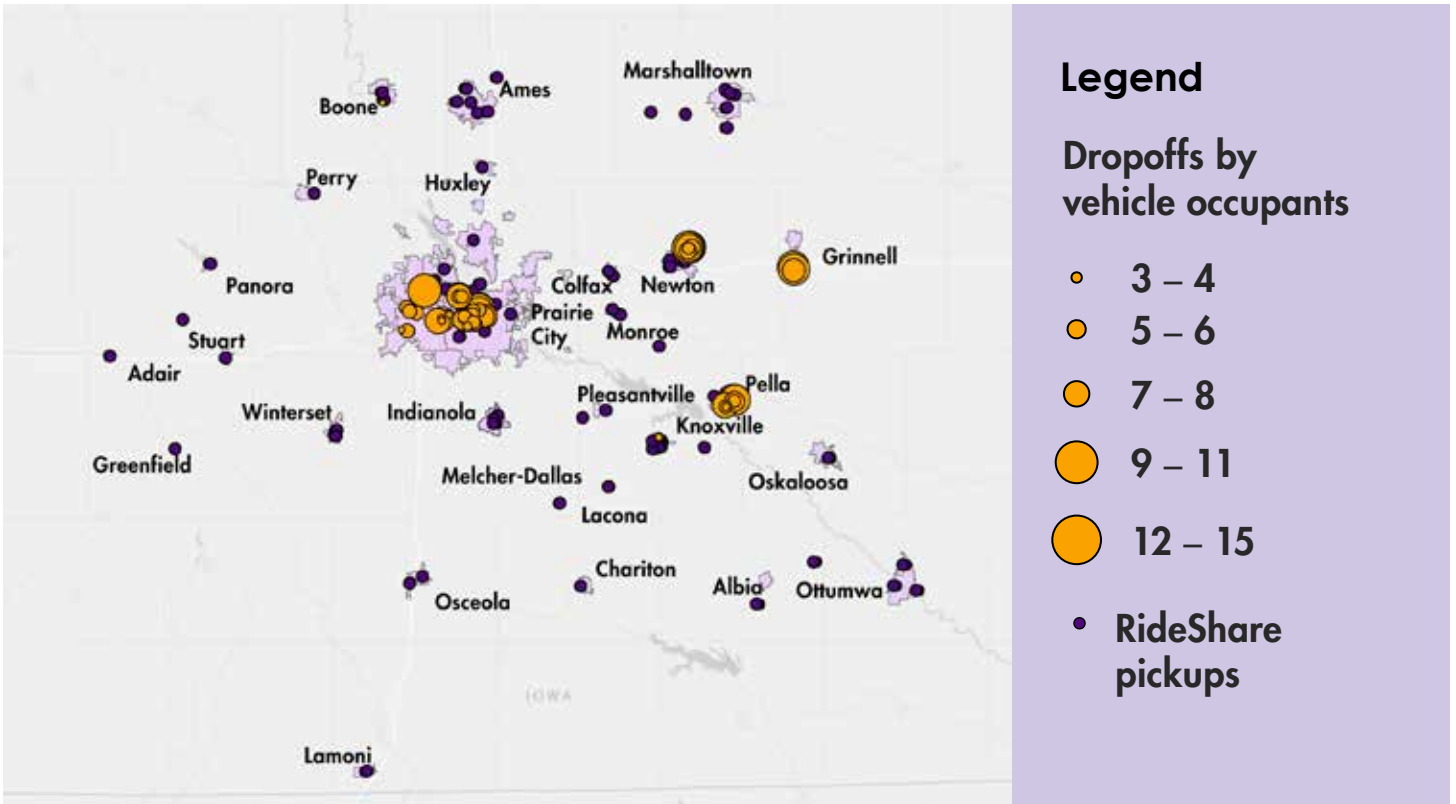 Marshalltown
Ames
Boone
Perry
Huxley
Grinnell
Panora
Colfax
Newton
Prairie
City
Monroe
Stuart
Adair
Pella
Pleasantville
Winterset
Indianola
Knoxville
Greenfield
Melcher-Dallas
Oskaloosa
Lacona
Chariton
Albia
Ottumwa
Osceola
IOWA
Lamoni
Legend
Dropoffs by
vehicle occupants
3 – 4
5 – 6
7 – 8
9 – 11
12 – 15
RideShare
pickups